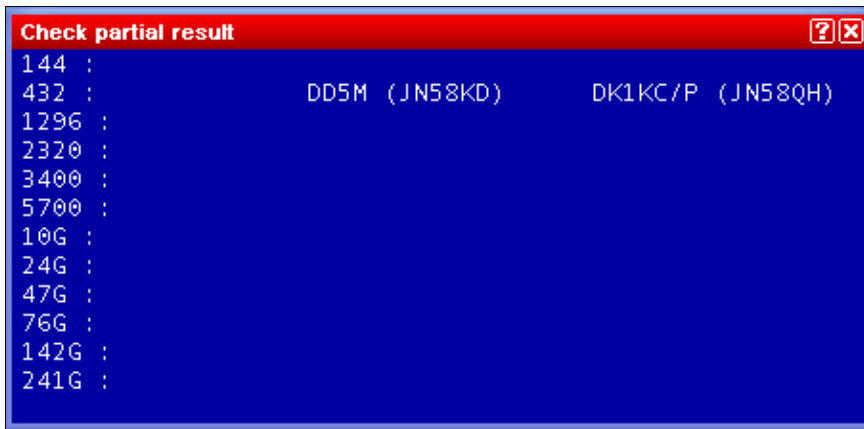 Check partial result
144 :
432 : DD5M (JN58KD) DK1KC/P (JN58QH)
1296 :
2320 :
3400 :
5700 :
10G :
24G :
47G :
76G :
142G :
241G :